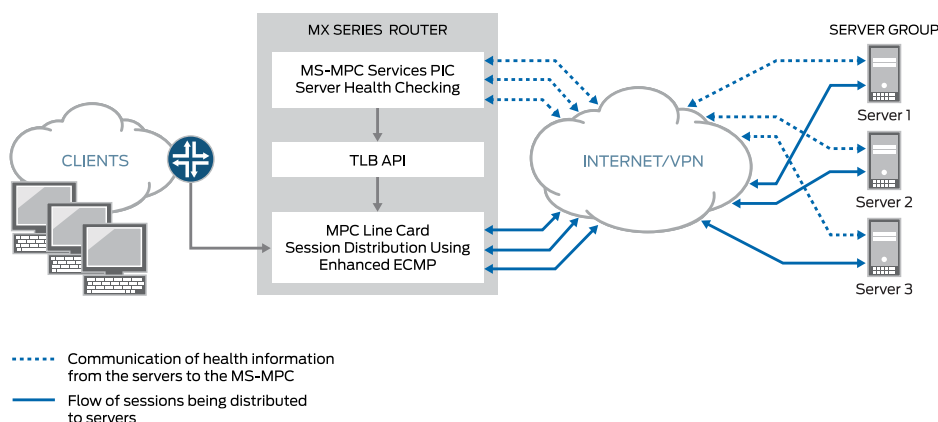 MX SERIES ROUTER
SERVER GROUP
MS-MPC Services PIC
Server Health Checking
CLIENTS
TLB API
INTERNET/VPN
MPC Line Card
Session Distribution Using
Enhanced ECMP
Server 1
Server 2
Server 3
Communication of health information
from the servers to the MS-MPC
Flow of sessions being distributed
to servers